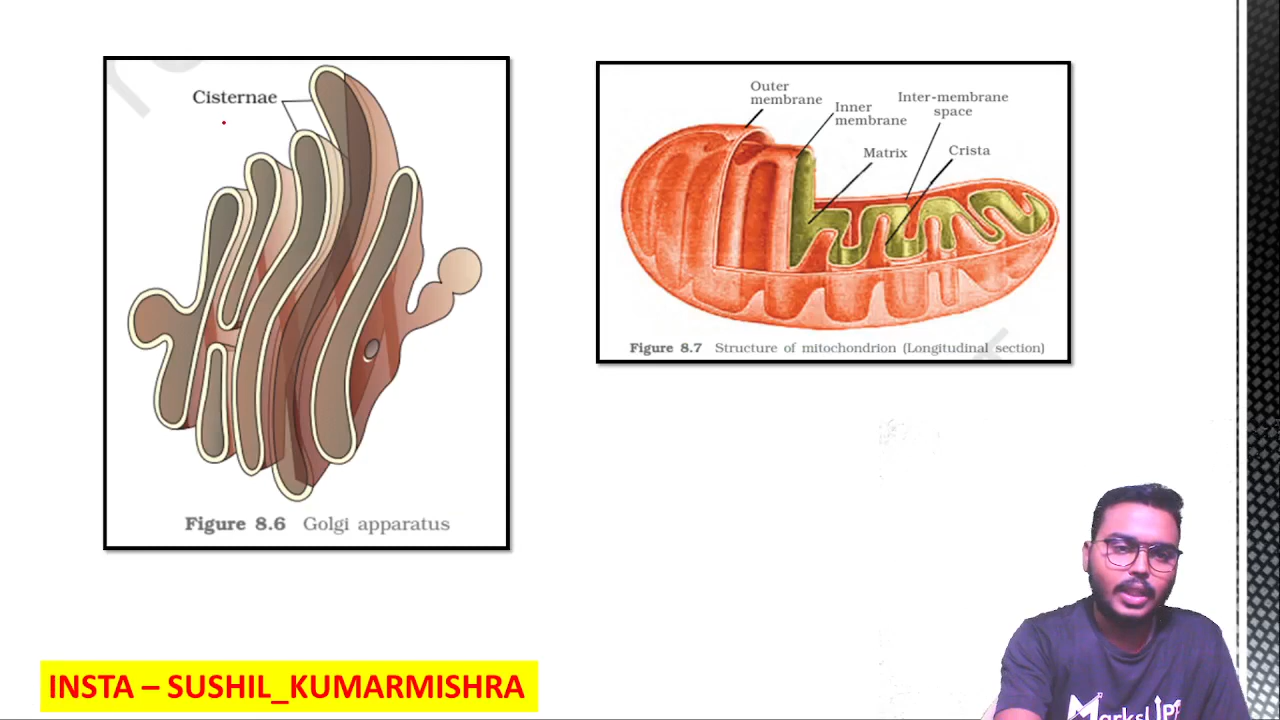 Cisternae
Figure 8.6 Golgi apparatus
Outer
membrane
Inner
membrane
Inter-membrane
space
Matrix
Crista
Figure 8.7 Structure of mitochondrion (Longitudinal section)
INSTA – SUSHIL_KUMARMISHRA